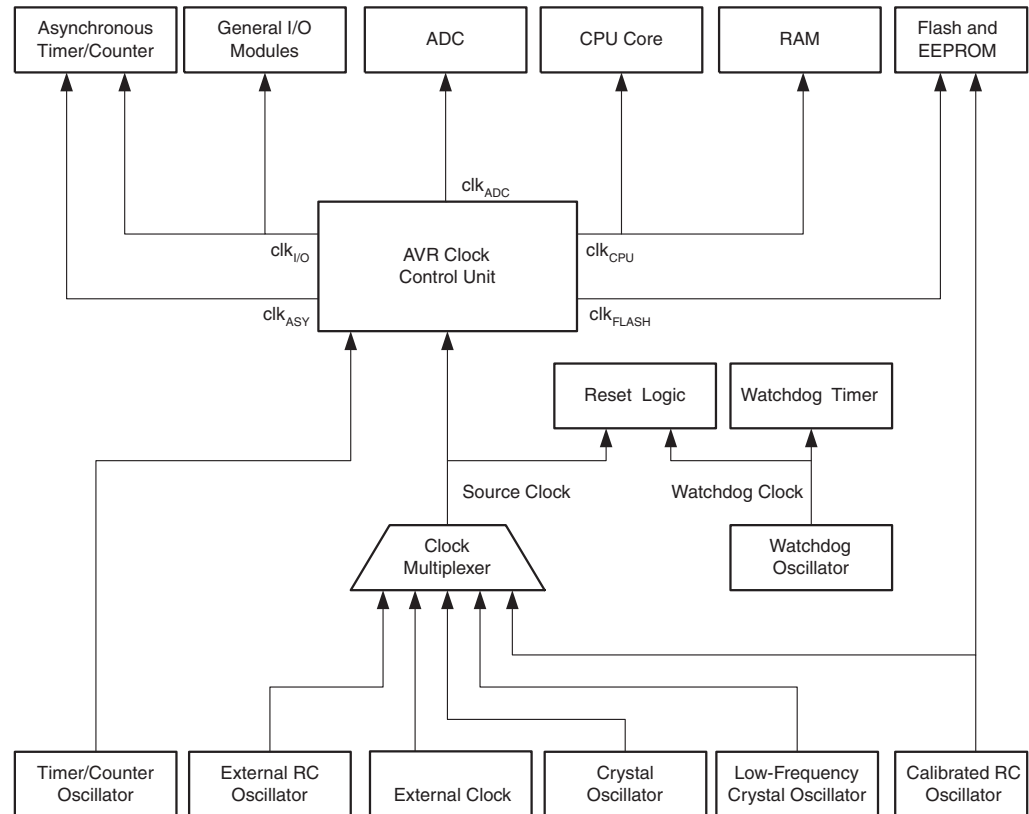 Asynchronous
Timer/Counter
General I/O
Modules
ADC
CPU Core
RAM
Flash and
EEPROM
clkADC
clkI/O
AVR Clock
Control Unit
clkCPU
clkASY
clkFLASH
Reset Logic
Watchdog Timer
Source Clock
Watchdog Clock
Clock
Multiplexer
Watchdog
Oscillator
Timer/Counter
Oscillator
External RC
Oscillator
External Clock
Crystal
Oscillator
Low-Frequency
Crystal Oscillator
Calibrated RC
Oscillator